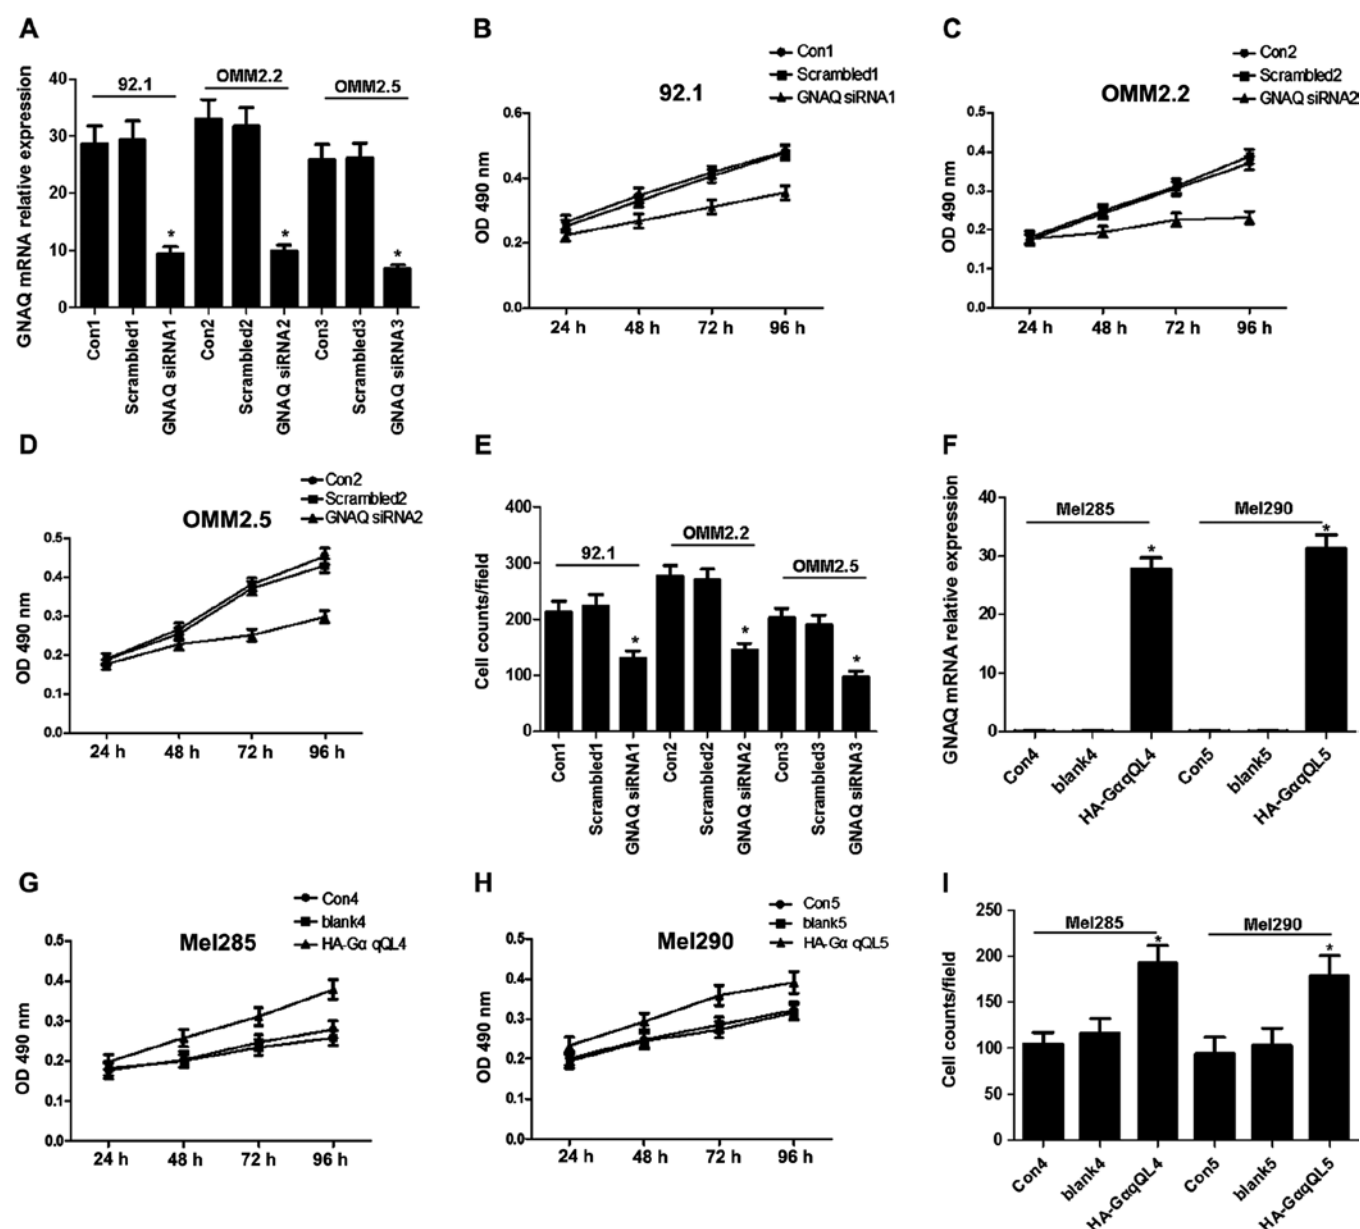 A
GNAQ mRNA relative expression
40
30
20
10
0
92.1
OMM2.2
OMM2.5
*
*
*
Con1
Scrambled1
GNAQ siRNA1
Con2
Scrambled2
GNAQ siRNA2
Con3
Scrambled3
GNAQ siRNA3
B
92.1
Con1
Scrambled1
GNAQ siRNA1
OD 490 nm
0.6
0.4
0.2
0.0
24 h 48 h 72 h 96 h
C
OMM2.2
Con2
Scrambled2
GNAQ siRNA2
OD 490 nm
0.5
0.4
0.3
0.2
0.1
0.0
24 h 48 h 72 h 96 h
D
OMM2.5
Con2
Scrambled2
GNAQ siRNA2
OD 490 nm
0.5
0.4
0.3
0.2
0.1
0.0
24 h 48 h 72 h 96 h
E
Cell counts/field
400
300
200
100
0
92.1
OMM2.2
OMM2.5
*
*
*
Con1
Scrambled1
GNAQ siRNA1
Con2
Scrambled2
GNAQ siRNA2
Con3
Scrambled3
GNAQ siRNA3
F
GNAQ mRNA relative expression
40
30
20
10
0
Mel285
Mel290
*
*
Con4
blank4
HA-GαqQL4
Con5
blank5
HA-GαqQL5
G
Mel285
Con4
blank4
HA-Gα qQL4
OD 490 nm
0.5
0.4
0.3
0.2
0.1
0.0
24 h 48 h 72 h 96 h
H
Mel290
Con5
blank5
HA-Gα qQL5
OD 490 nm
0.5
0.4
0.3
0.2
0.1
0.0
24 h 48 h 72 h 96 h
I
Cell counts/field
250
200
150
100
50
0
Mel285
Mel290
*
*
Con4
blank4
HA-GαqQL4
Con5
blank5
HA-GαqQL5